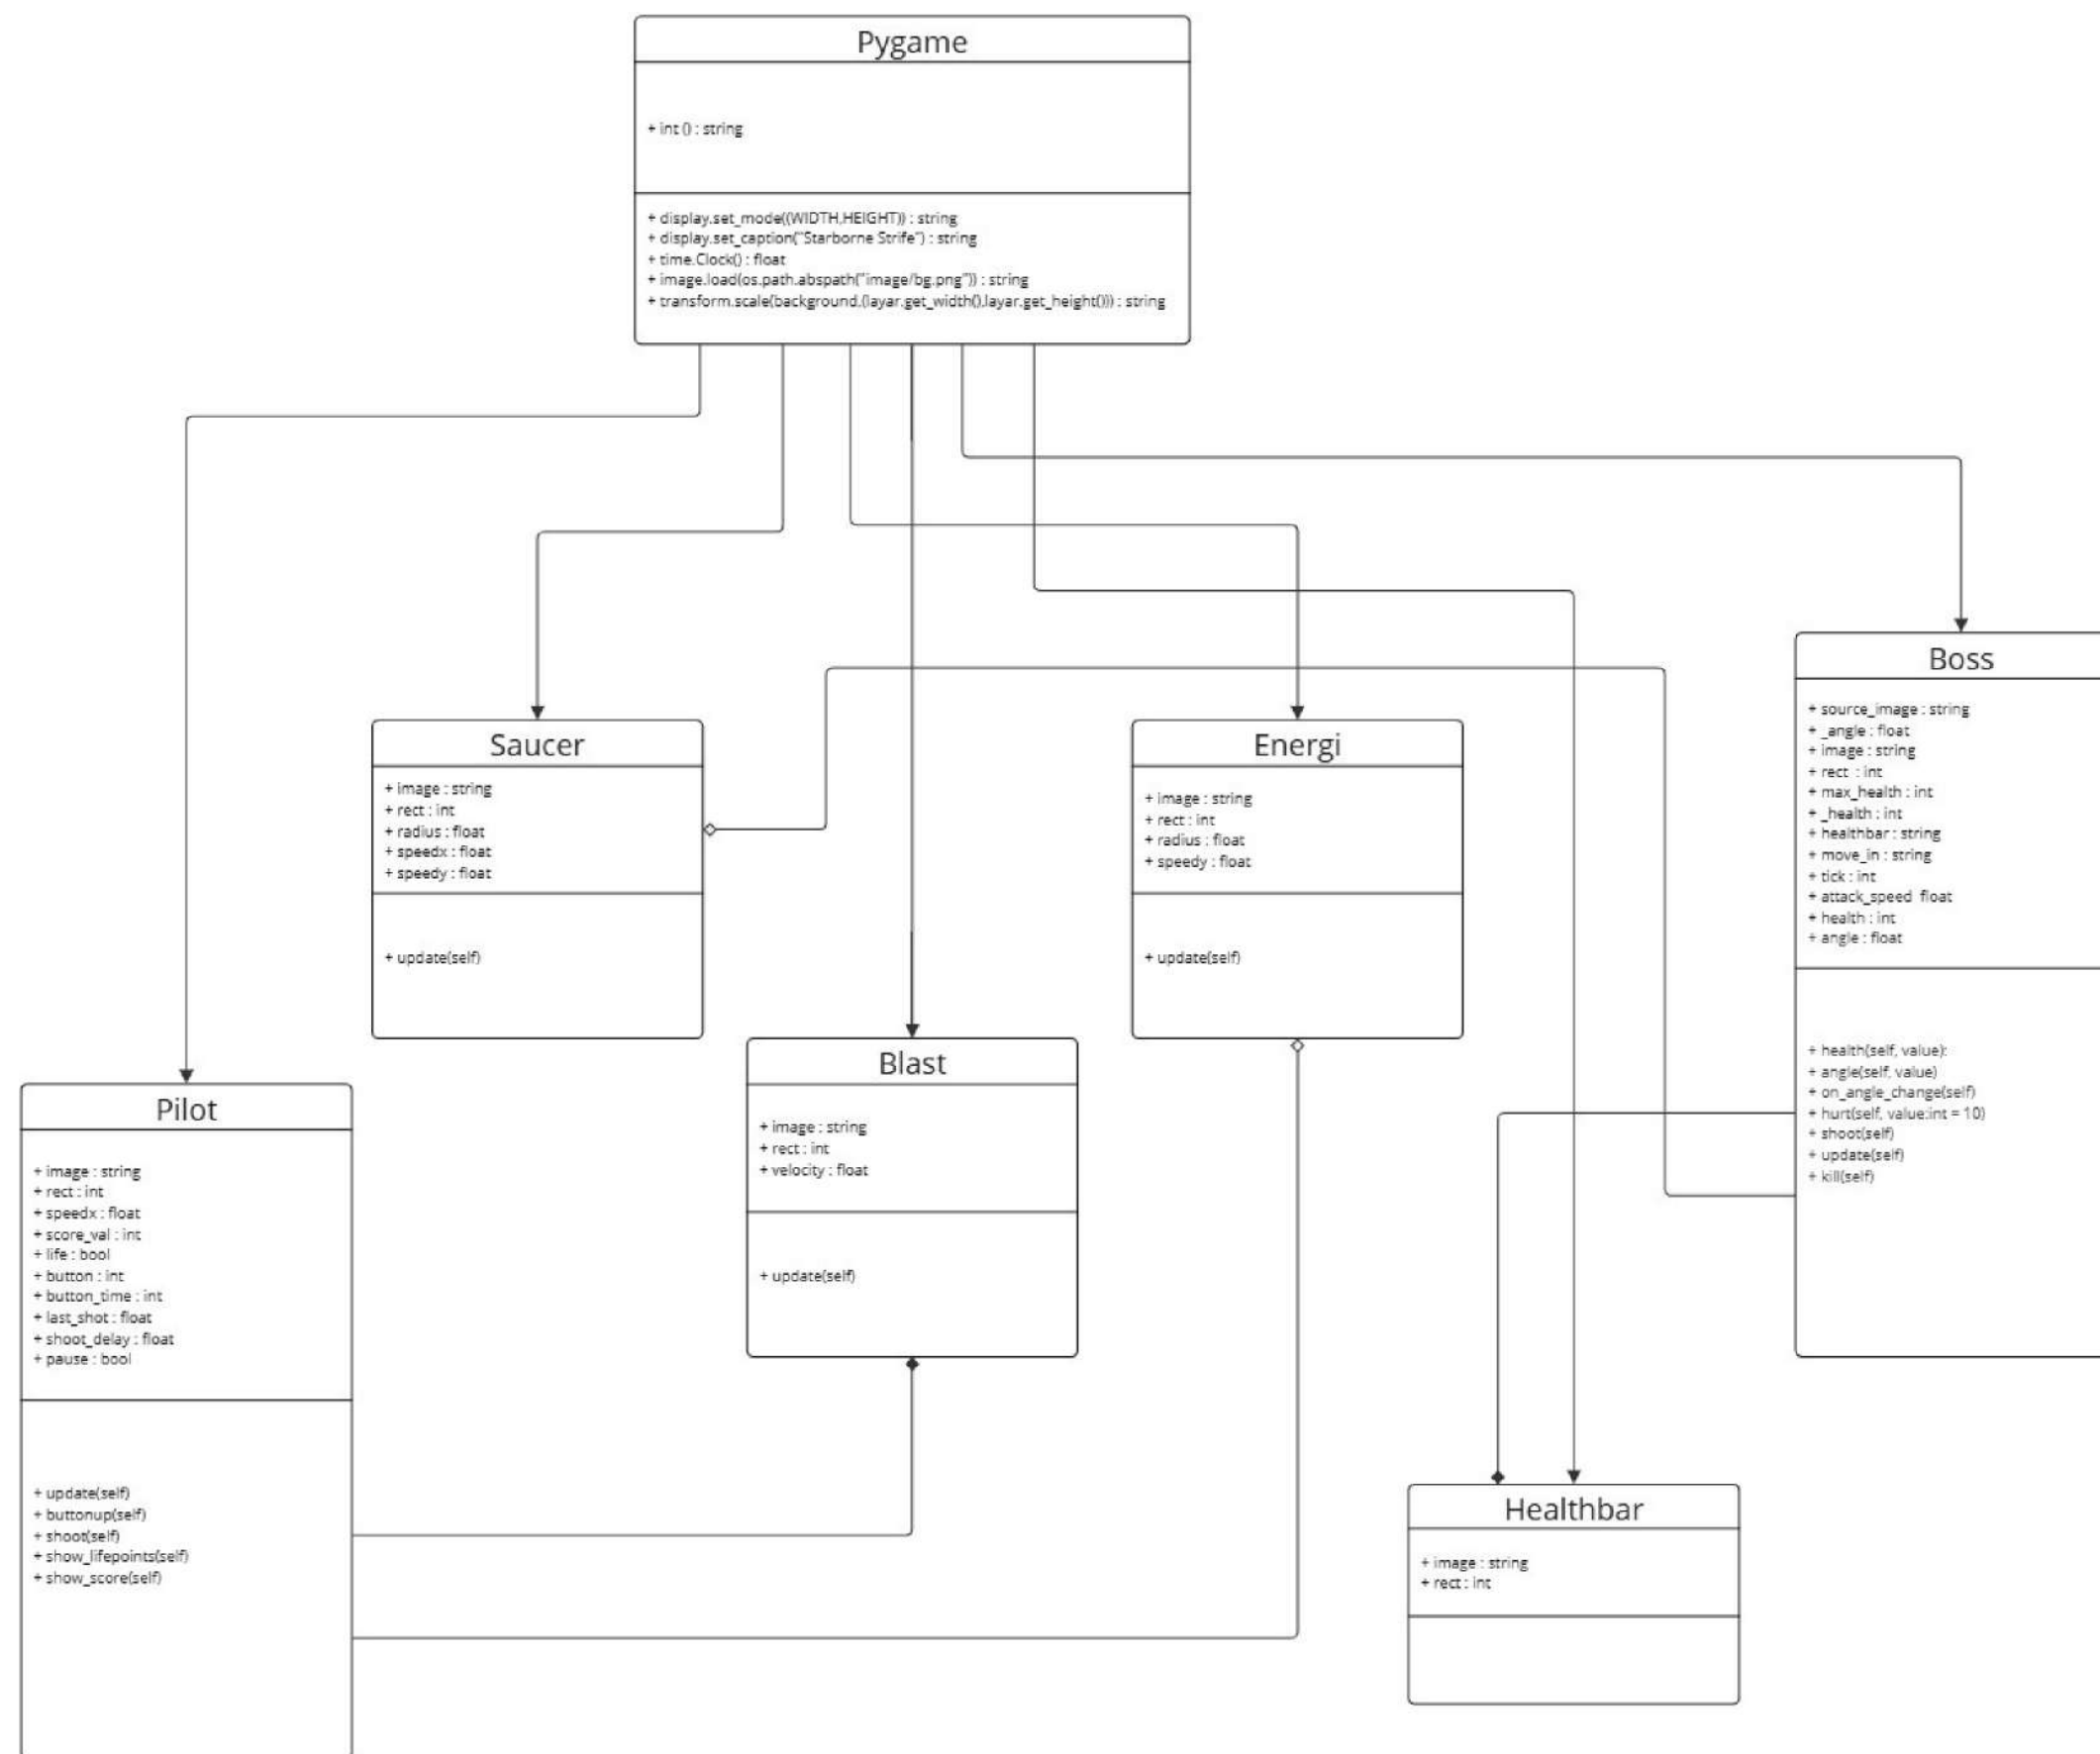 Pygame
+ int () : string
+ display.set_mode((WIDTH,HEIGHT)) : string
+ display.set_caption("Starborne Strife") : string
+ time.Clock() : float
+ image.load(os.path.abspath("image/bg.png")) : string
+ transform.scale(background,(layar.get_width(),layar.get_height())) : string
Boss
+ source_image : string
+ _angle : float
+ image : string
+ rect : int
+ max_health : int
+ _health : int
+ healthbar : string
+ move_in : string
+ tick : int
+ attack_speed float
+ health : int
+ angle : float
+ health(self, value):
+ angle(self, value)
+ on_angle_change(self)
+ hurt(self, value:int = 10)
+ shoot(self)
+ update(self)
+ kill(self)
Saucer
+ image : string
+ rect : int
+ radius : float
+ speedx : float
+ speedy : float
+ update(self)
Energi
+ image : string
+ rect : int
+ radius : float
+ speedy : float
+ update(self)
Blast
+ image : string
+ rect : int
+ velocity : float
+ update(self)
Pilot
+ image : string
+ rect : int
+ speedx : float
+ score_val : int
+ life : bool
+ button : int
+ button_time : int
+ last_shot : float
+ shoot_delay : float
+ pause : bool
+ update(self)
+ buttonup(self)
+ shoot(self)
+ show_lifepoints(self)
+ show_score(self)
Healthbar
+ image : string
+ rect : int